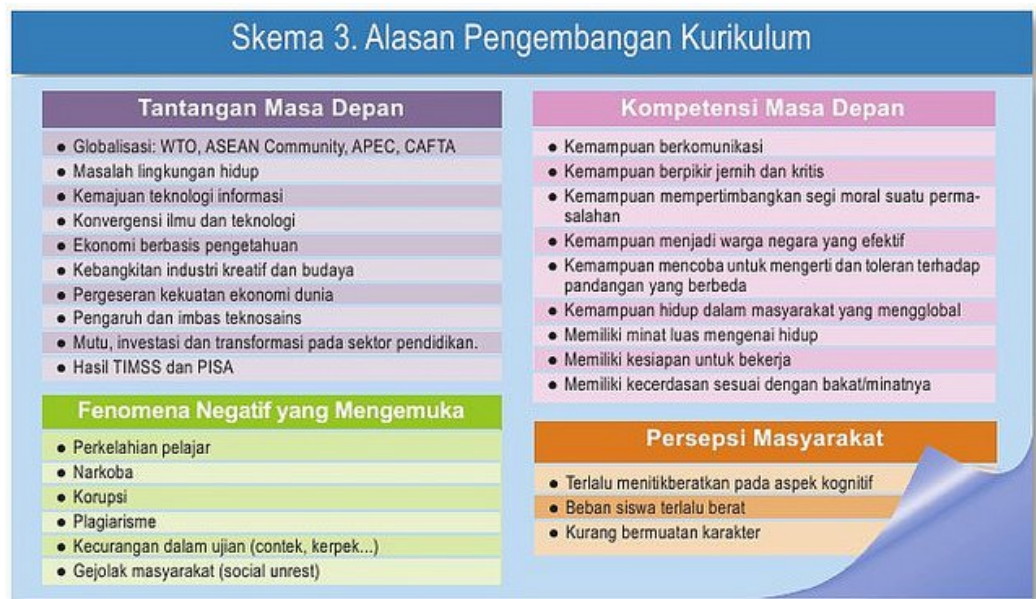 Skema 3. Alasan Pengembangan Kurikulum
Tantangan Masa Depan
• Globalisasi: WTO, ASEAN Community, APEC, CAFTA
• Masalah lingkungan hidup
• Kemajuan teknologi informasi
• Konvergensi ilmu dan teknologi
• Ekonomi berbasis pengetahuan
• Kebangkitan industri kreatif dan budaya
• Pergeseran kekuatan ekonomi dunia
• Pengaruh dan imbas teknosains
• Mutu, investasi dan transformasi pada sektor pendidikan.
• Hasil TIMSS dan PISA
Fenomena Negatif yang Mengemuka
• Perkelahian pelajar
• Narkoba
• Korupsi
• Plagiarisme
• Kecurangan dalam ujian (contek, kerpek...)
• Gejolak masyarakat (social unrest)
Kompetensi Masa Depan
• Kemampuan berkomunikasi
• Kemampuan berpikir jernih dan kritis
• Kemampuan mempertimbangkan segi moral suatu perma-
salahan
• Kemampuan menjadi warga negara yang efektif
• Kemampuan mencoba untuk mengerti dan toleran terhadap
pandangan yang berbeda
• Kemampuan hidup dalam masyarakat yang mengglobal
• Memiliki minat luas mengenai hidup
• Memiliki kesiapan untuk bekerja
• Memiliki kecerdasan sesuai dengan bakat/minatnya
Persepsi Masyarakat
• Terlalu menitikberatkan pada aspek kognitif
• Beban siswa terlalu berat
• Kurang bermuatan karakter